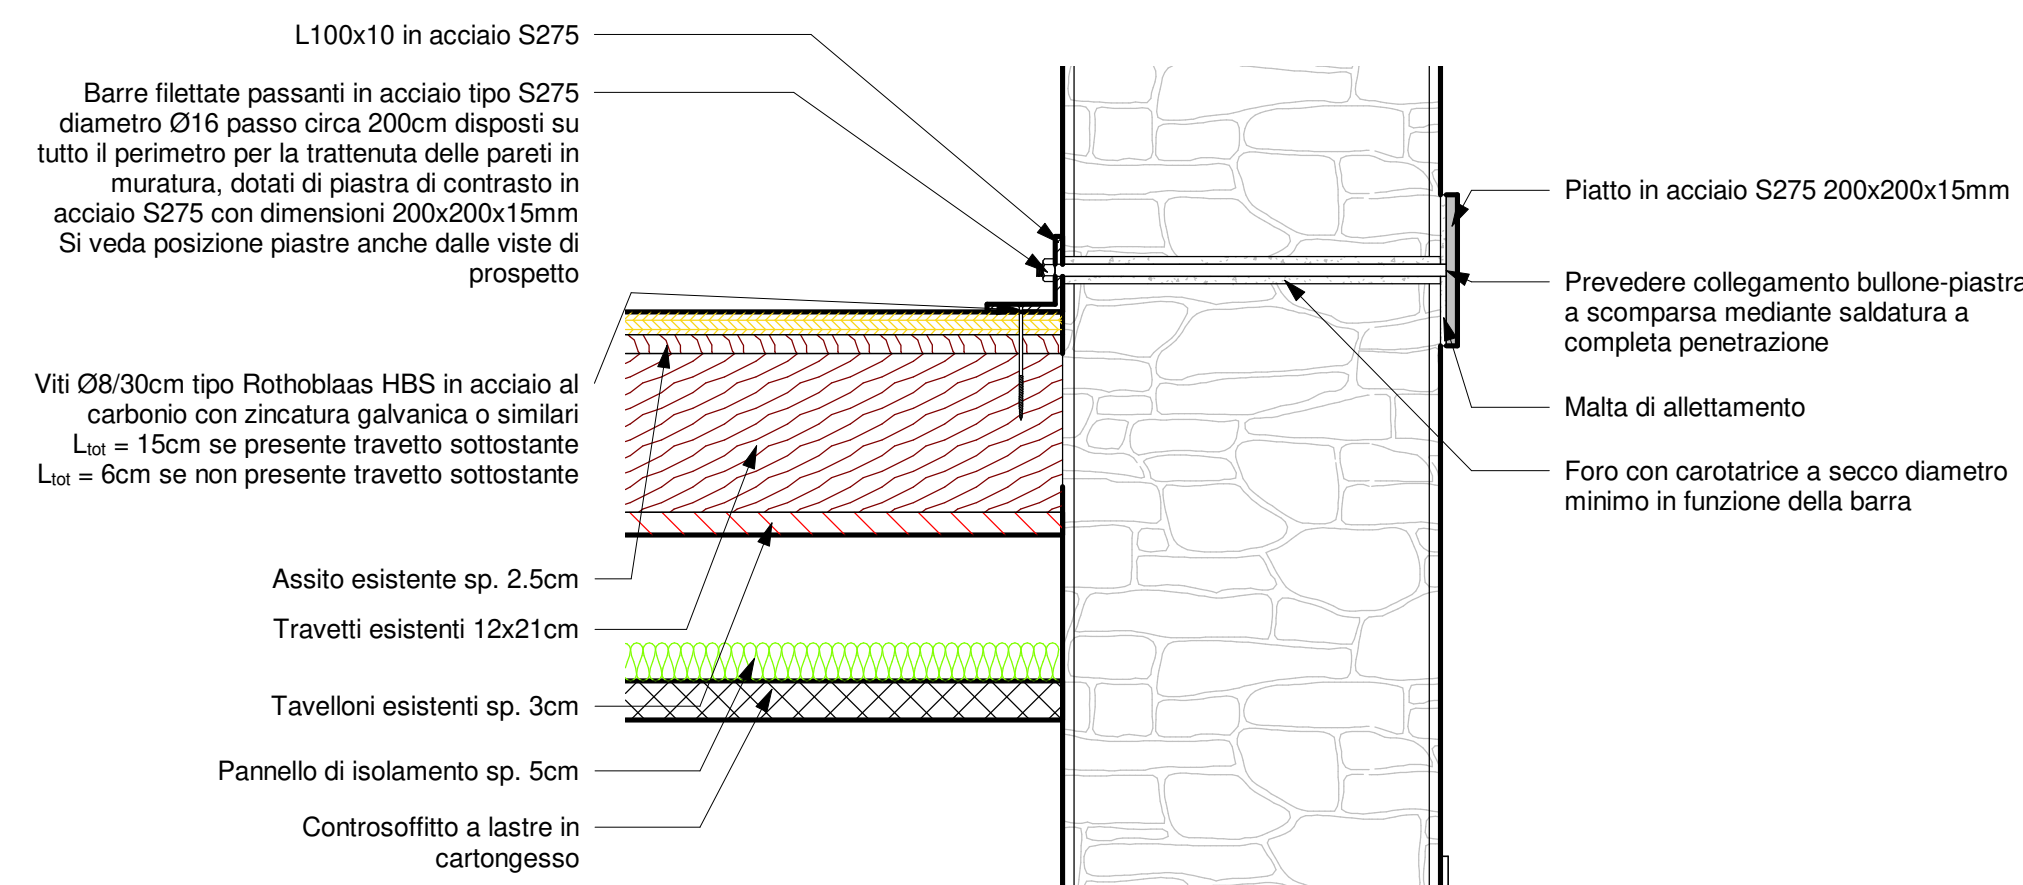 L100x10 in acciaio S275
Barre filettate passanti in acciaio tipo S275
diametro Ø16 passo circa 200cm disposti su
tutto il perimetro per la trattenuta delle pareti in
muratura, dotati di piastra di contrasto in
acciaio S275 con dimensioni 200x200x15mm
Si veda posizione piastre anche dalle viste di
prospetto
Viti Ø8/30cm tipo Rothoblaas HBS in acciaio al
carbonio con zincatura galvanica o similari
Ltot = 15cm se presente travetto sottostante
Ltot = 6cm se non presente travetto sottostante
Assito esistente sp. 2.5cm
Travetti esistenti 12x21cm
Tavelloni esistenti sp. 3cm
Pannello di isolamento sp. 5cm
Controsoffitto a lastre in
cartongesso
Piatto in acciaio S275 200x200x15mm
Prevedere collegamento bullone-piastra
a scomparsa mediante saldatura a
completa penetrazione
Malta di allettamento
Foro con carotatrice a secco diametro
minimo in funzione della barra